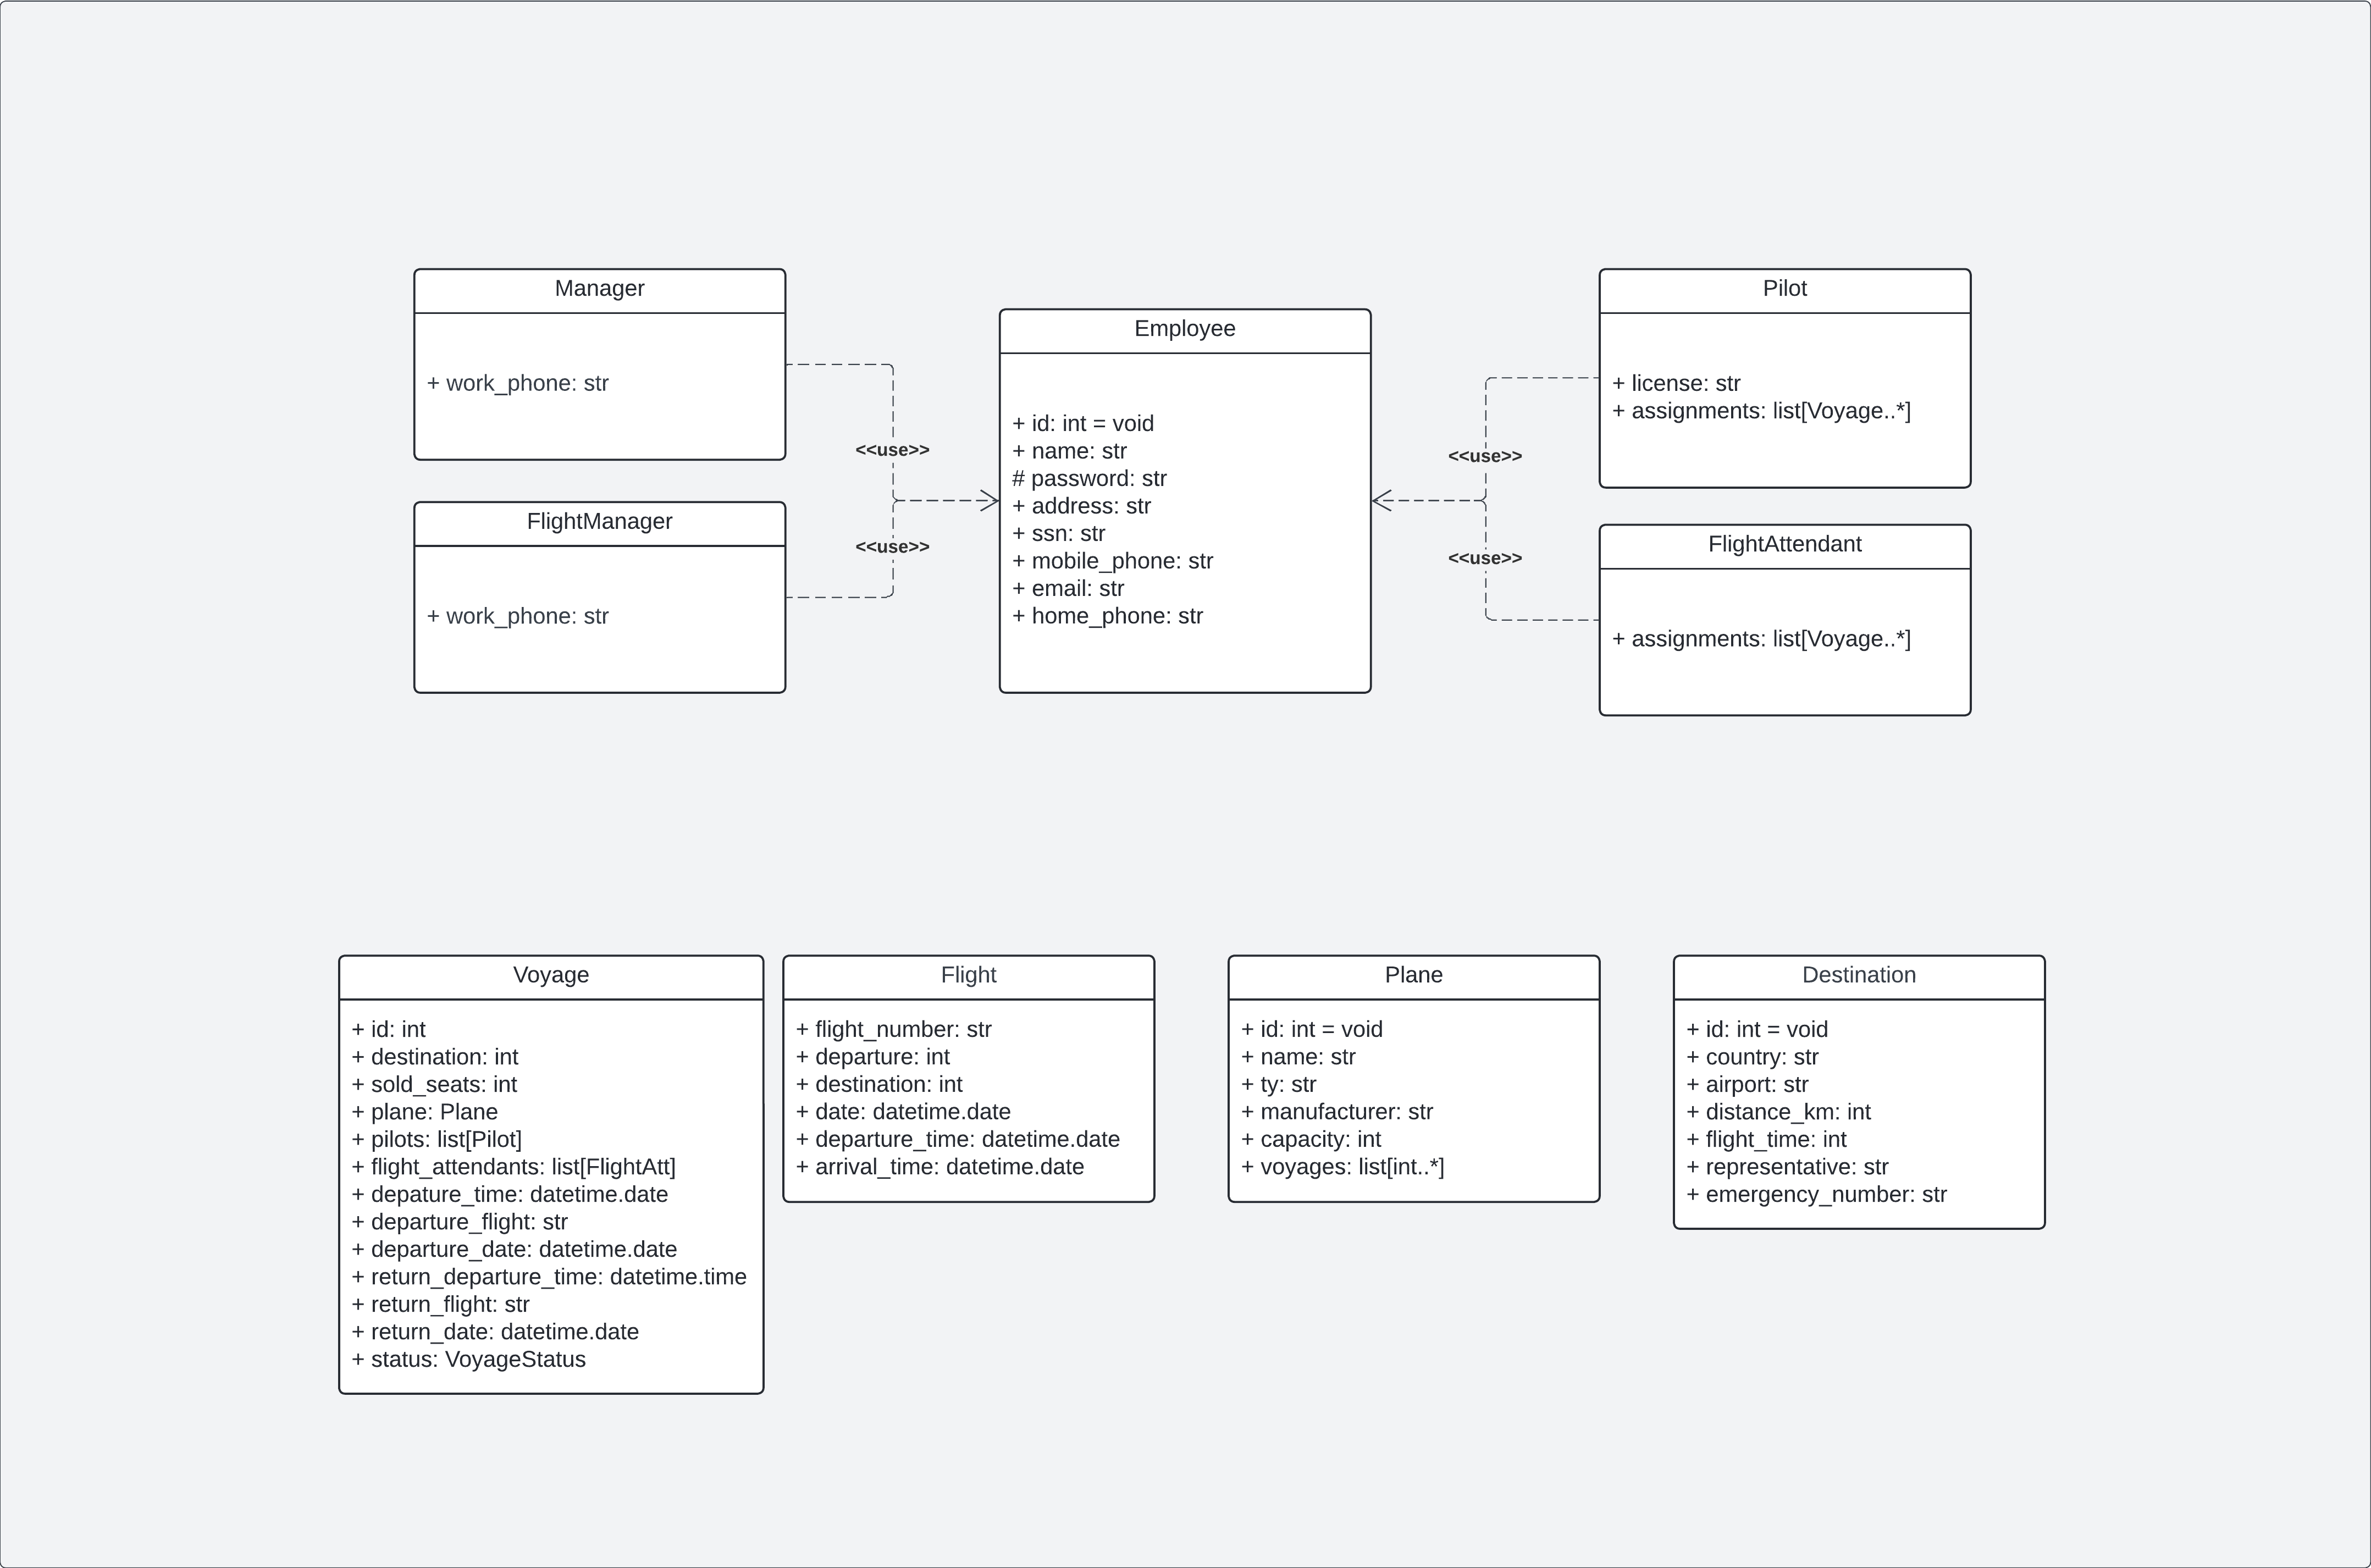 Manager
+ work_phone: str
FlightManager
+ work_phone: str
<<use>>
<<use>>
Employee
+ id: int = void
+ name: str
# password: str
+ address: str
+ ssn: str
+ mobile_phone: str
+ email: str
+ home_phone: str
<<use>>
<<use>>
Pilot
+ license: str
+ assignments: list[Voyage..*]
FlightAttendant
+ assignments: list[Voyage..*]
Voyage
+ id: int
+ destination: int
+ sold_seats: int
+ plane: Plane
+ pilots: list[Pilot]
+ flight_attendants: list[FlightAtt]
+ depature_time: datetime.date
+ departure_flight: str
+ departure_date: datetime.date
+ return_departure_time: datetime.time
+ return_flight: str
+ return_date: datetime.date
+ status: VoyageStatus
Flight
+ flight_number: str
+ departure: int
+ destination: int
+ date: datetime.date
+ departure_time: datetime.date
+ arrival_time: datetime.date
Plane
+ id: int = void
+ name: str
+ ty: str
+ manufacturer: str
+ capacity: int
+ voyages: list[int..*]
Destination
+ id: int = void
+ country: str
+ airport: str
+ distance_km: int
+ flight_time: int
+ representative: str
+ emergency_number: str